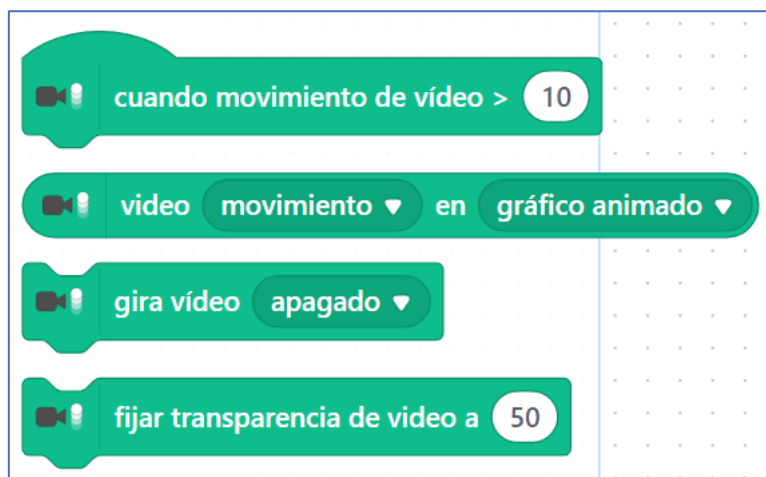 cuando movimiento de vídeo > 10
video movimiento en gráfico animado
gira vídeo apagado
fijar transparencia de video a 50